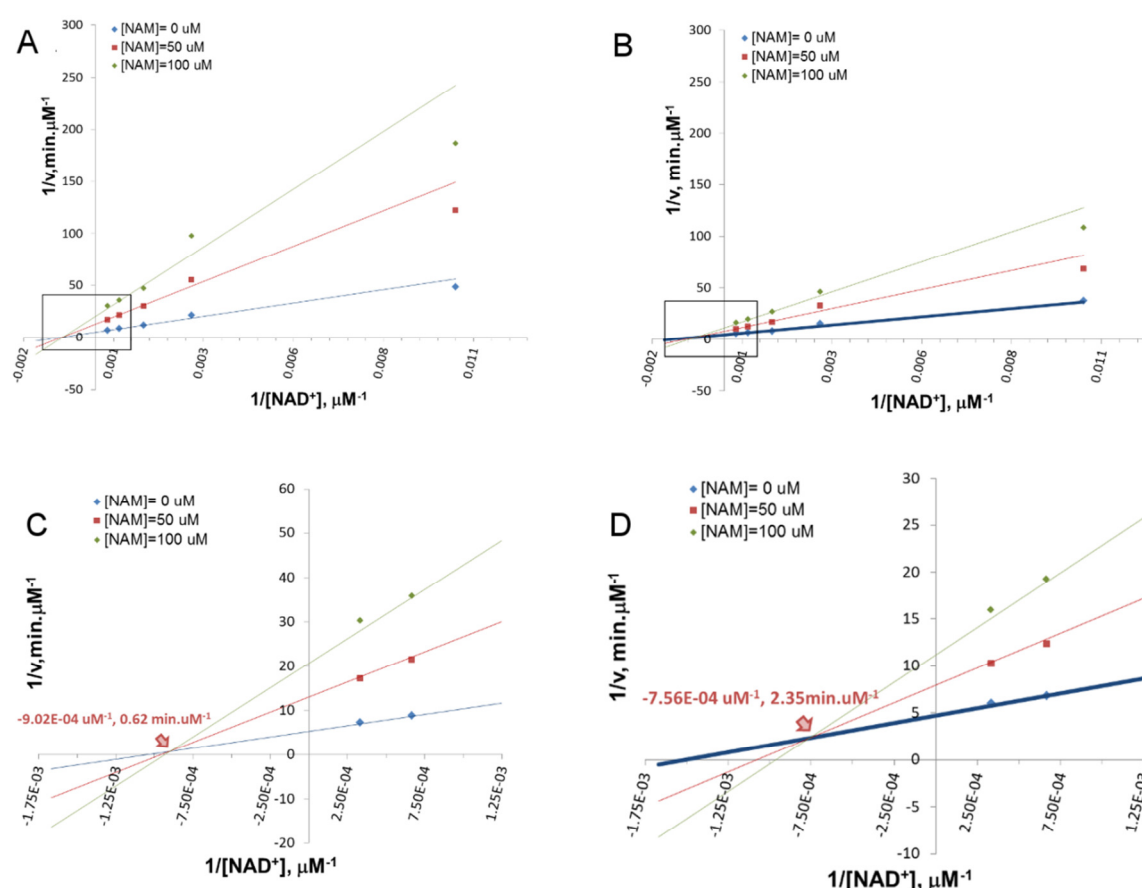 A
[NAM]= 0 uM
[NAM]=50 uM
[NAM]=100 uM
300
250
200
150
100
50
0
-50
-0.002
0.001
0.003
0.006
0.008
0.011
1/v,min.μM⁻¹
1/[NAD⁺], μM⁻¹
B
[NAM]= 0 uM
[NAM]=50 uM
[NAM]=100 uM
300
250
200
150
100
50
0
-50
-0.002
0.001
0.003
0.006
0.008
0.011
1/v, min.μM⁻¹
1/[NAD⁺], μM⁻¹
C
[NAM]= 0 uM
[NAM]=50 uM
[NAM]=100 uM
60
50
40
30
20
10
0
-10
-20
-1.75E-03
-1.25E-03
-7.50E-04
-2.50E-04
2.50E-04
7.50E-04
1.25E-03
1/v, min.μM⁻¹
-9.02E-04 uM⁻¹, 0.62 min.uM⁻¹
1/[NAD⁺], μM⁻¹
D
[NAM]= 0 uM
[NAM]=50 uM
[NAM]=100 uM
30
25
20
15
10
5
0
-5
-10
-1.75E-03
-1.25E-03
-7.50E-04
-2.50E-04
2.50E-04
7.50E-04
1.25E-03
1/v, min.μM⁻¹
-7.56E-04 uM⁻¹, 2.35min.uM⁻¹
1/[NAD⁺], μM⁻¹